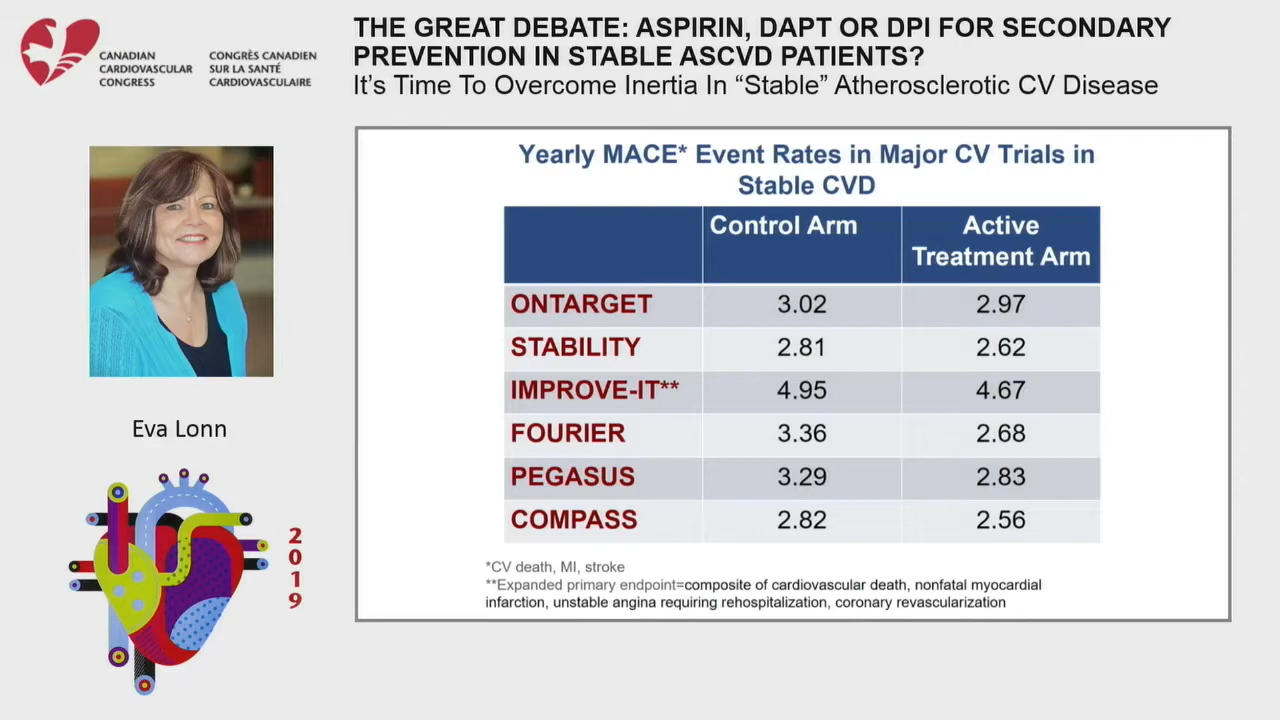 CANADIAN
CARDIOVASCULAR
CONGRESS
CONGRÈS CANADIEN
SUR LA SANTÉ
CARDIOVASCULAIRE
THE GREAT DEBATE: ASPIRIN, DAPT OR DPI FOR SECONDARY
PREVENTION IN STABLE ASCVD PATIENTS?
It's Time To Overcome Inertia In “Stable” Atherosclerotic CV Disease
Eva Lonn
2019
Yearly MACE* Event Rates in Major CV Trials in
Stable CVD
Control Arm
Active
Treatment Arm
ONTARGET 3.02 2.97
STABILITY 2.81 2.62
IMPROVE-IT** 4.95 4.67
FOURIER 3.36 2.68
PEGASUS 3.29 2.83
COMPASS 2.82 2.56
*CV death, MI, stroke
**Expanded primary endpoint=composite of cardiovascular death, nonfatal myocardial
infarction, unstable angina requiring rehospitalization, coronary revascularization